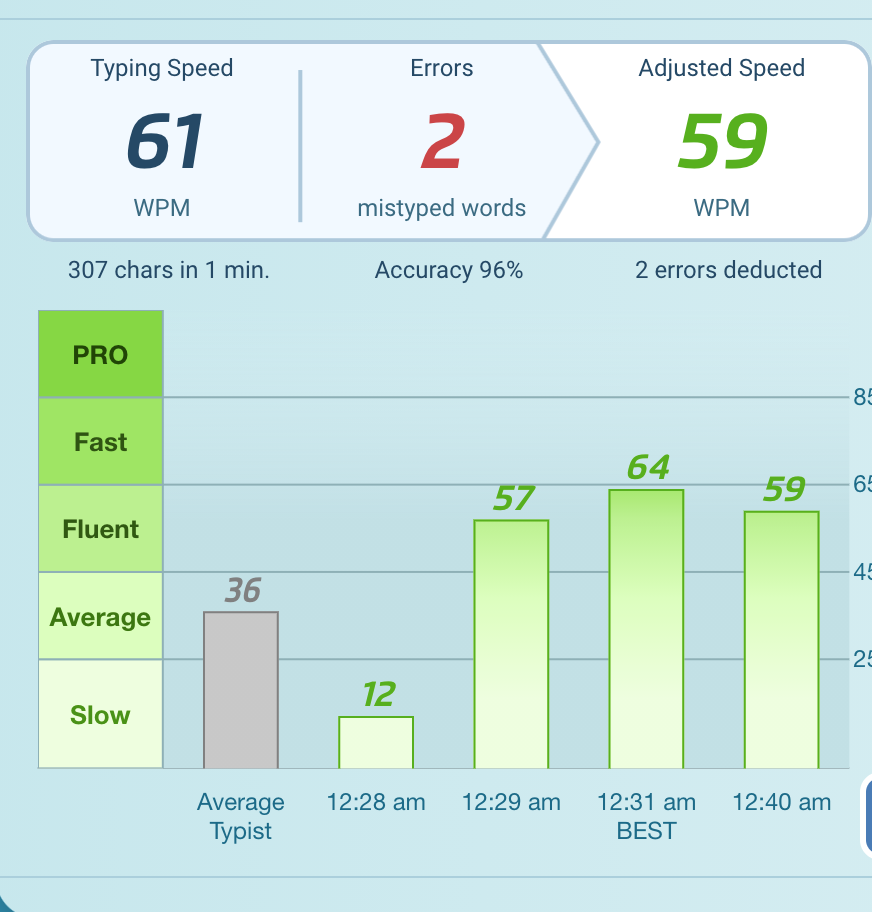 Typing Speed
Errors
Adjusted Speed
61
2
59
WPM
mistyped words
WPM
307 chars in 1 min.
Accuracy 96%
2 errors deducted
PRO
85
Fast
64
65
57
59
Fluent
45
36
Average
25
12
Slow
Average
Typist
12:28 am
12:29 am
12:31 am
BEST
12:40 am